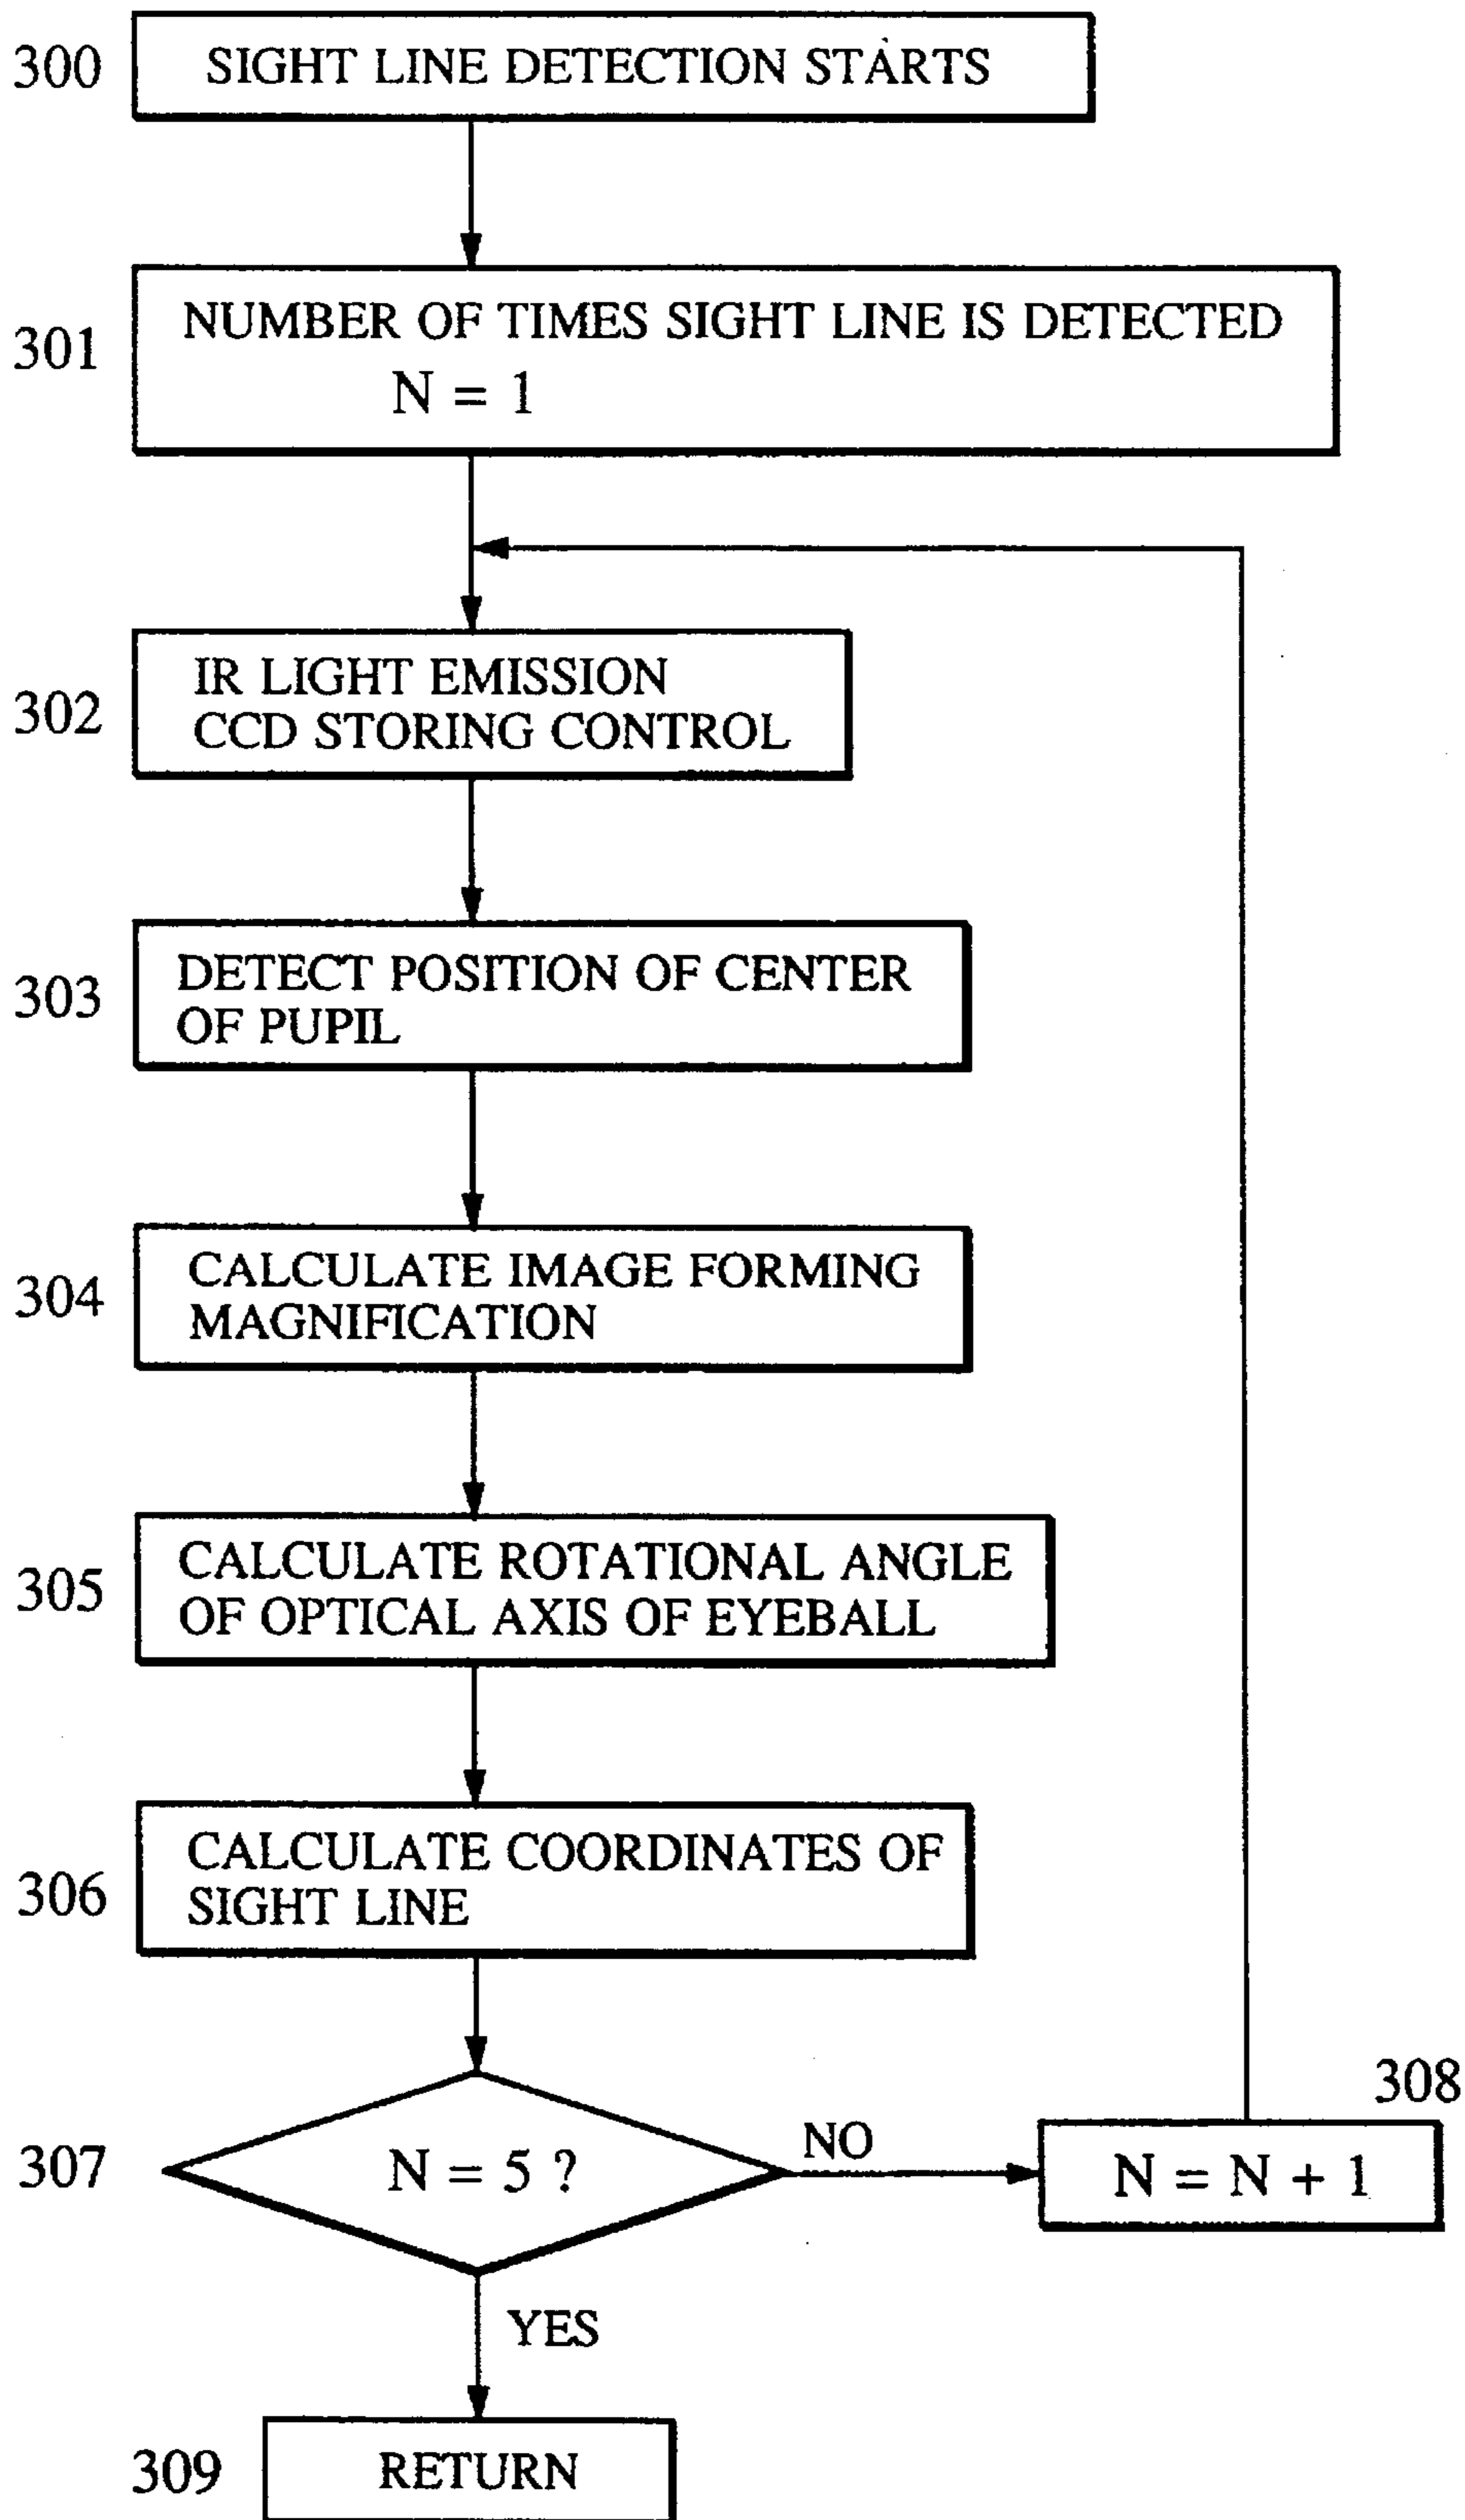 300
SIGHT LINE DETECTION STARTS
301
NUMBER OF TIMES SIGHT LINE IS DETECTED
N = 1
302
IR LIGHT EMISSION
CCD STORING CONTROL
303
DETECT POSITION OF CENTER
OF PUPIL
304
CALCULATE IMAGE FORMING
MAGNIFICATION
305
CALCULATE ROTATIONAL ANGLE
OF OPTICAL AXIS OF EYEBALL
306
CALCULATE COORDINATES OF
SIGHT LINE
307
N = 5 ?
NO
308
N = N + 1
YES
309
RETURN